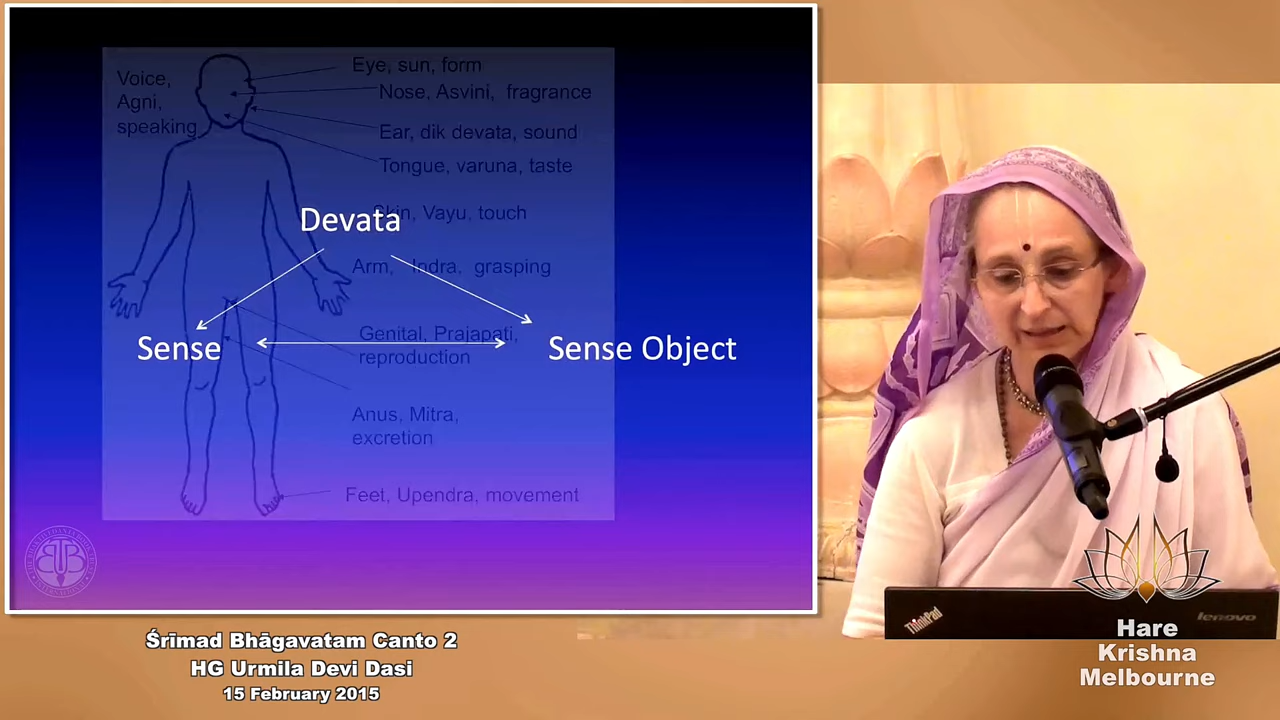 Voice,
Agni,
speaking
Eye, sun, form
Nose, Asvini, fragrance
Ear, dik devata, sound
Tongue, varuna, taste
Skin, Vayu, touch
Devata
Arm, Indra, grasping
Genital, Prajapati,
reproduction
Sense
Sense Object
Anus, Mitra,
excretion
Feet, Upendra, movement
Śrīmad Bhāgavatam Canto 2
HG Urmila Devi Dasi
15 February 2015
ThinkPad
lenovo
Hare
Krishna
Melbourne